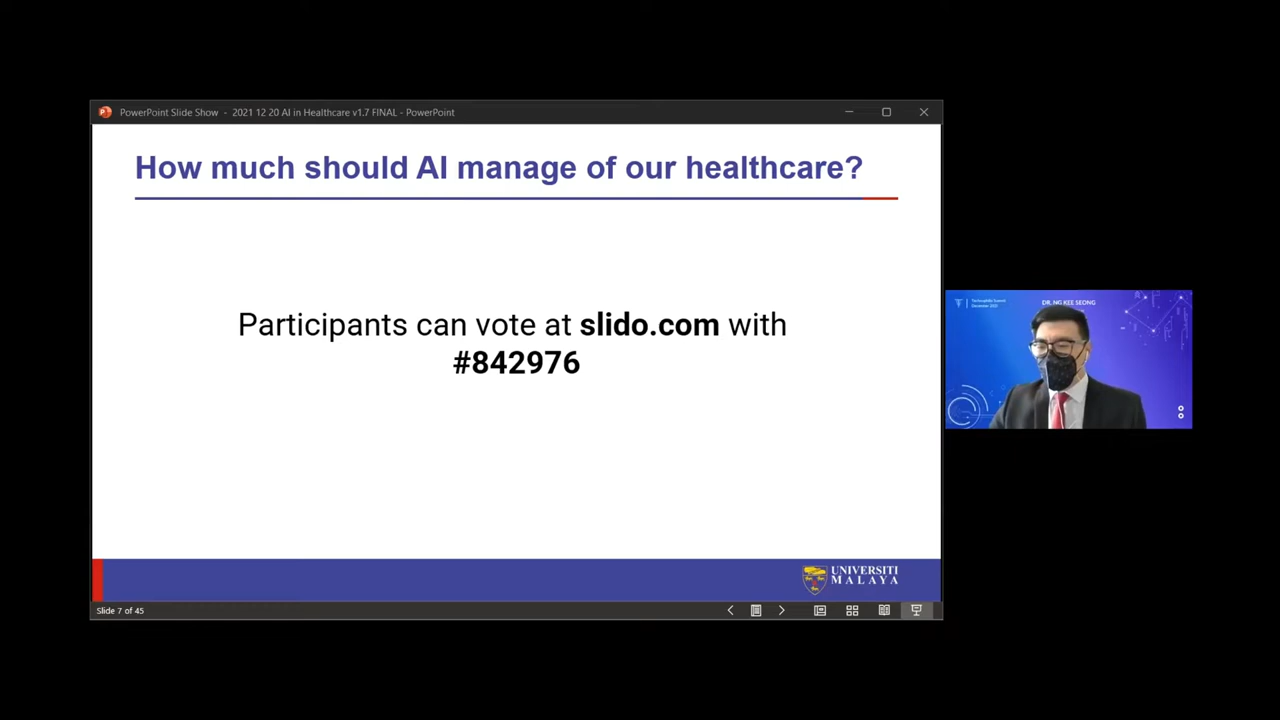 PowerPoint Slide Show - 2021 12 20 AI in Healthcare v1.7 FINAL - PowerPoint
How much should AI manage of our healthcare?
Participants can vote at slido.com with
#842976
DR. NG KEE SEONG
UNIVERSITI
MALAYA
Slide 7 of 45